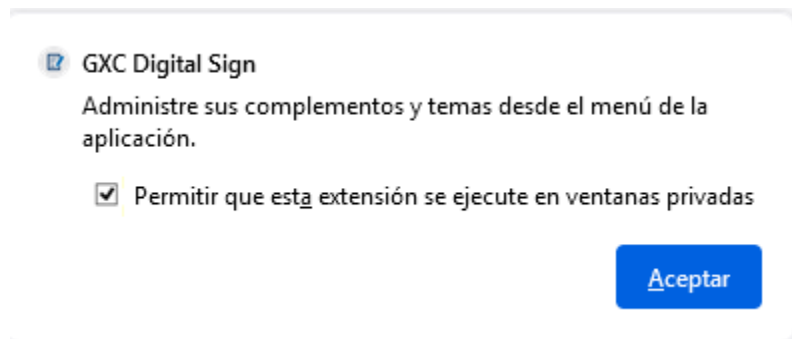 GXC Digital Sign
Administre sus complementos y temas desde el menú de la
aplicación.
Permitir que esta extensión se ejecute en ventanas privadas
Aceptar